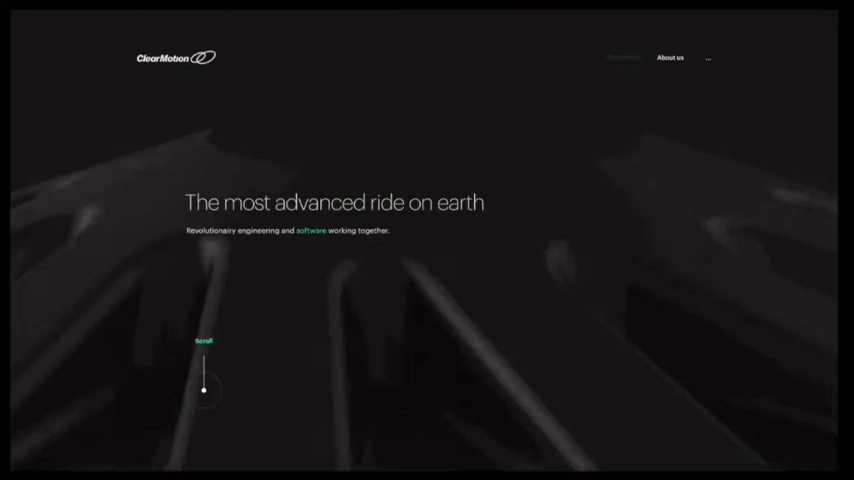 ClearMotion
About us
...
The most advanced ride on earth
Revolutionairy engineering and software working together.
Scroll